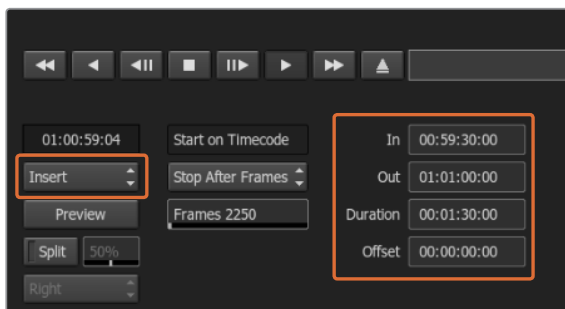 01:00:59:04
Start on Timecode
In 00:59:30:00
Insert
Stop After Frames
Out 01:01:00:00
Preview
Frames 2250
Duration 00:01:30:00
Split 50%
Offset 00:00:00:00
Right